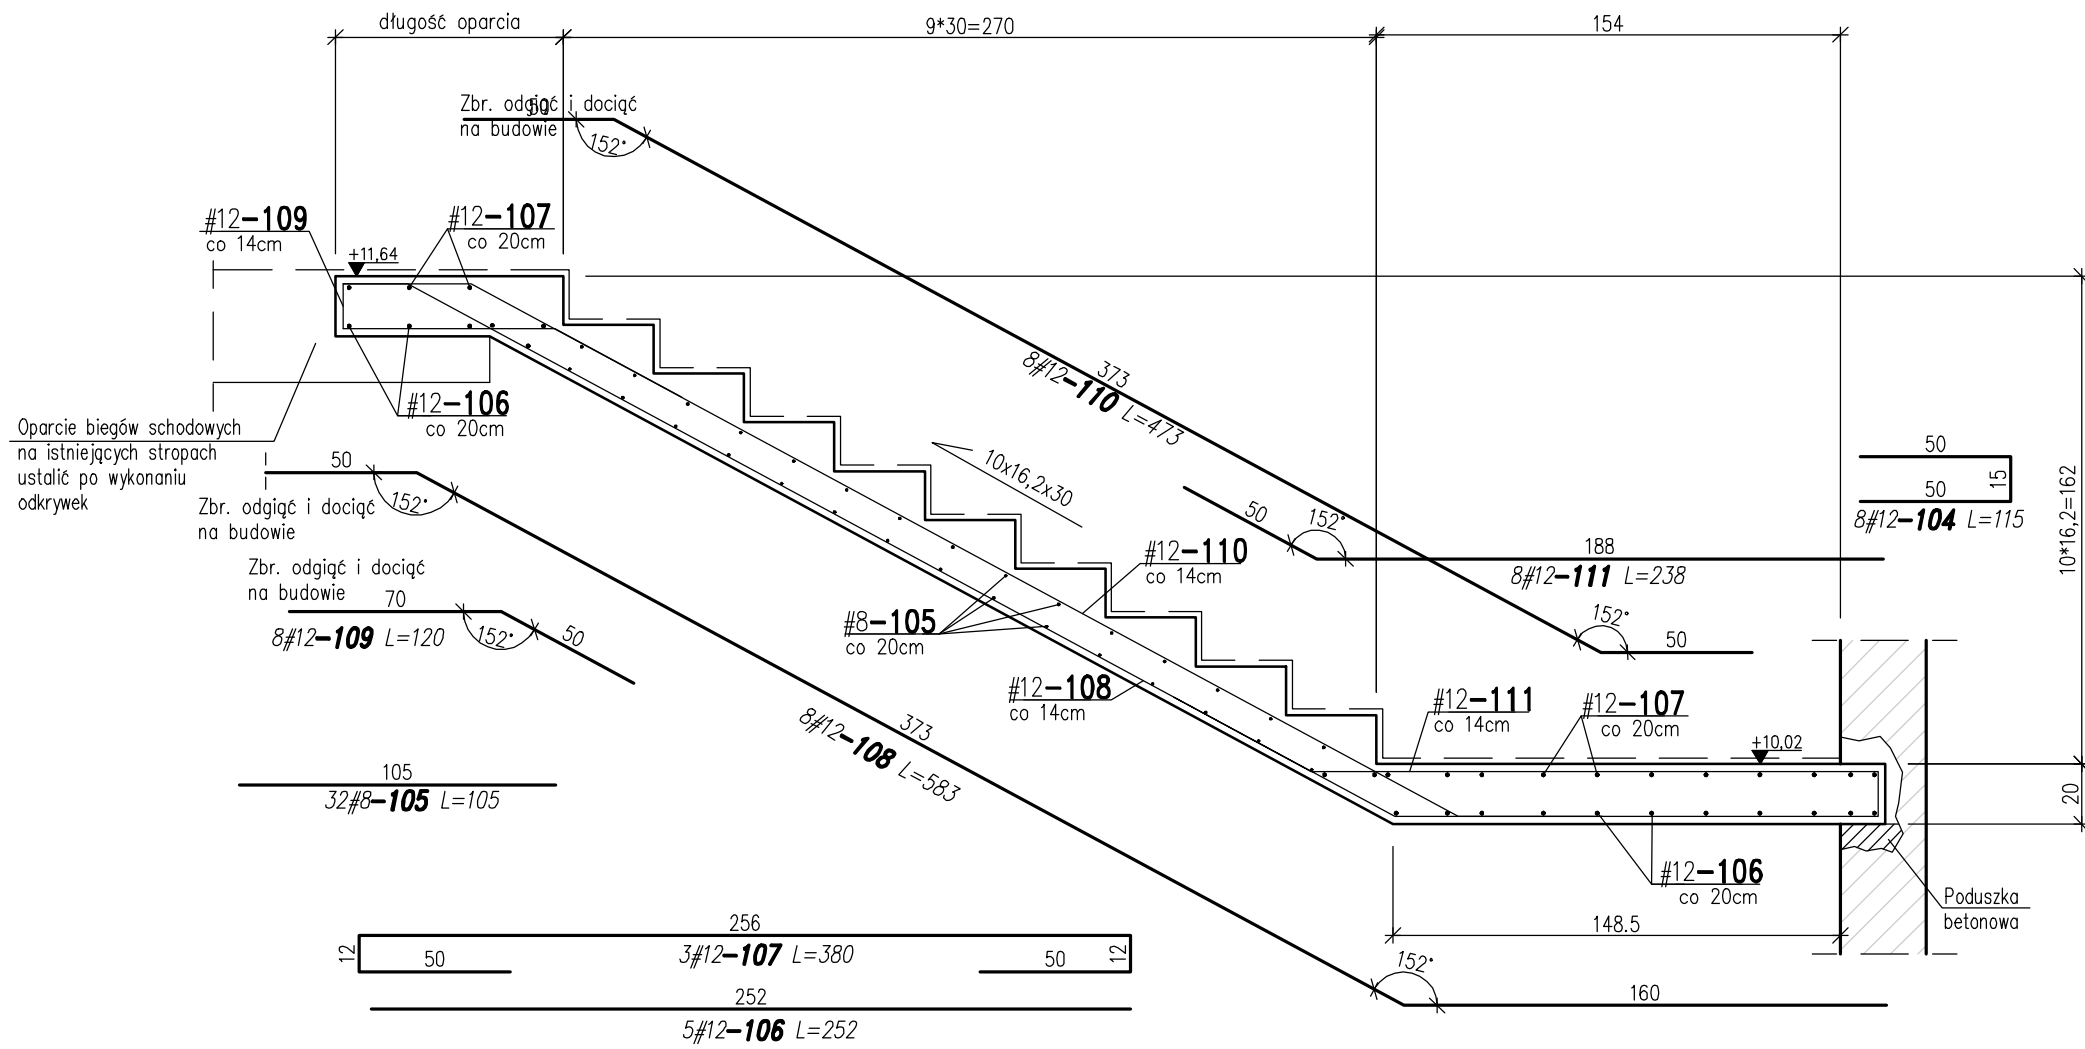 długość oparcia
9*30=270
154
Zbr. odgiąć i dociąć
na budowie
50
152°
#12-109
co 14cm
#12-107
co 20cm
+11,64
#12-106
co 20cm
Oparcie biegów schodowych
na istniejących stropach
ustalić po wykonaniu
odkrywek
50
152°
Zbr. odgiąć i dociąć
na budowie
Zbr. odgiąć i dociąć
na budowie
70
152°
50
8#12-109 L=120
373
8#12-110 L=473
10x16,2x30
50
152°
188
8#12-111 L=238
50
15
50
8#12-104 L=115
10*16,2=162
#12-110
co 14cm
#8-105
co 20cm
152°
50
#12-108
co 14cm
#12-111
co 14cm
#12-107
co 20cm
+10,02
20
373
8#12-108 L=583
105
32#8-105 L=105
#12-106
co 20cm
Poduszka
betonowa
148.5
256
12
50
3#12-107 L=380
50
12
152°
160
252
5#12-106 L=252